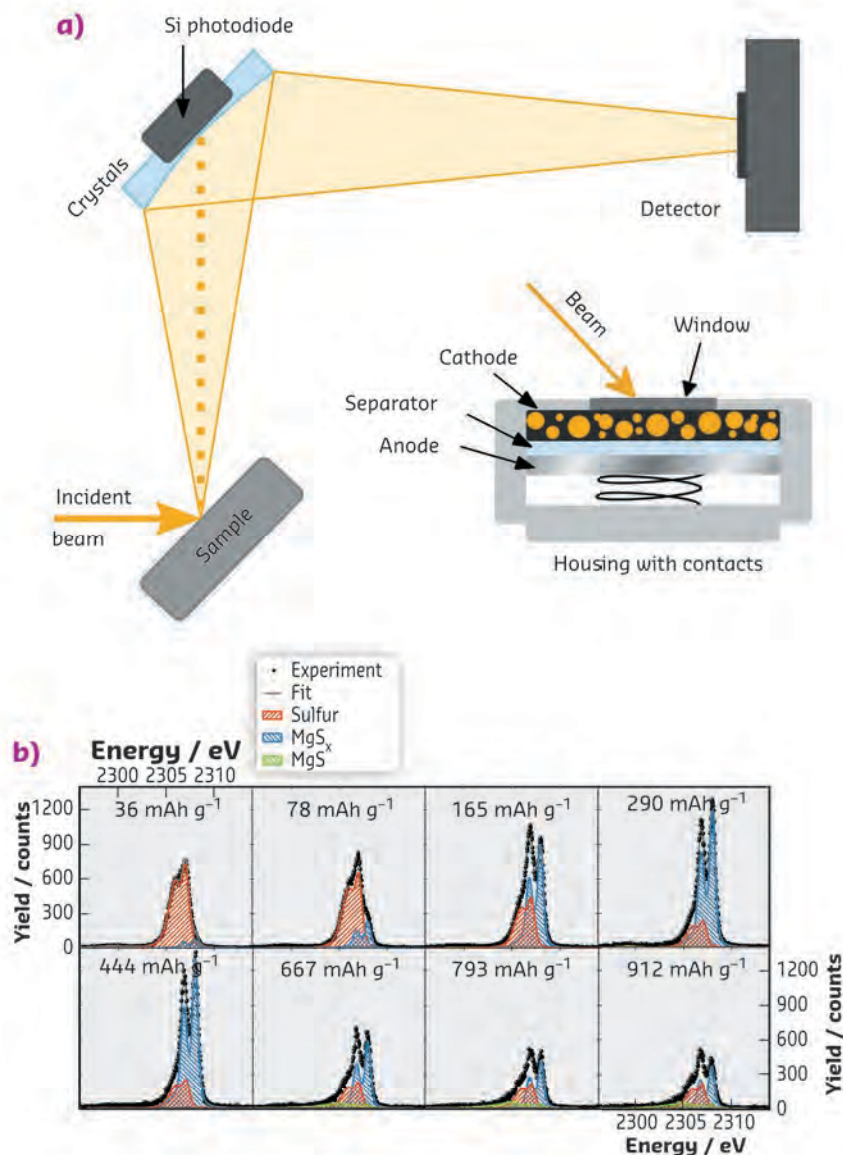 a)
Si photodiode
Crystals
Detector
Beam
Window
Cathode
Separator
Anode
Incident
beam
Sample
Housing with contacts
Experiment
Fit
Sulfur
MgSₓ
MgS
b)
Energy / eV
2300 2305 2310
Yield / counts
1200
900
600
300
0
36 mAh g⁻¹
78 mAh g⁻¹
165 mAh g⁻¹
290 mAh g⁻¹
444 mAh g⁻¹
667 mAh g⁻¹
793 mAh g⁻¹
912 mAh g⁻¹
1200
900
600
300
0
Yield / counts
2300 2305 2310
Energy / eV